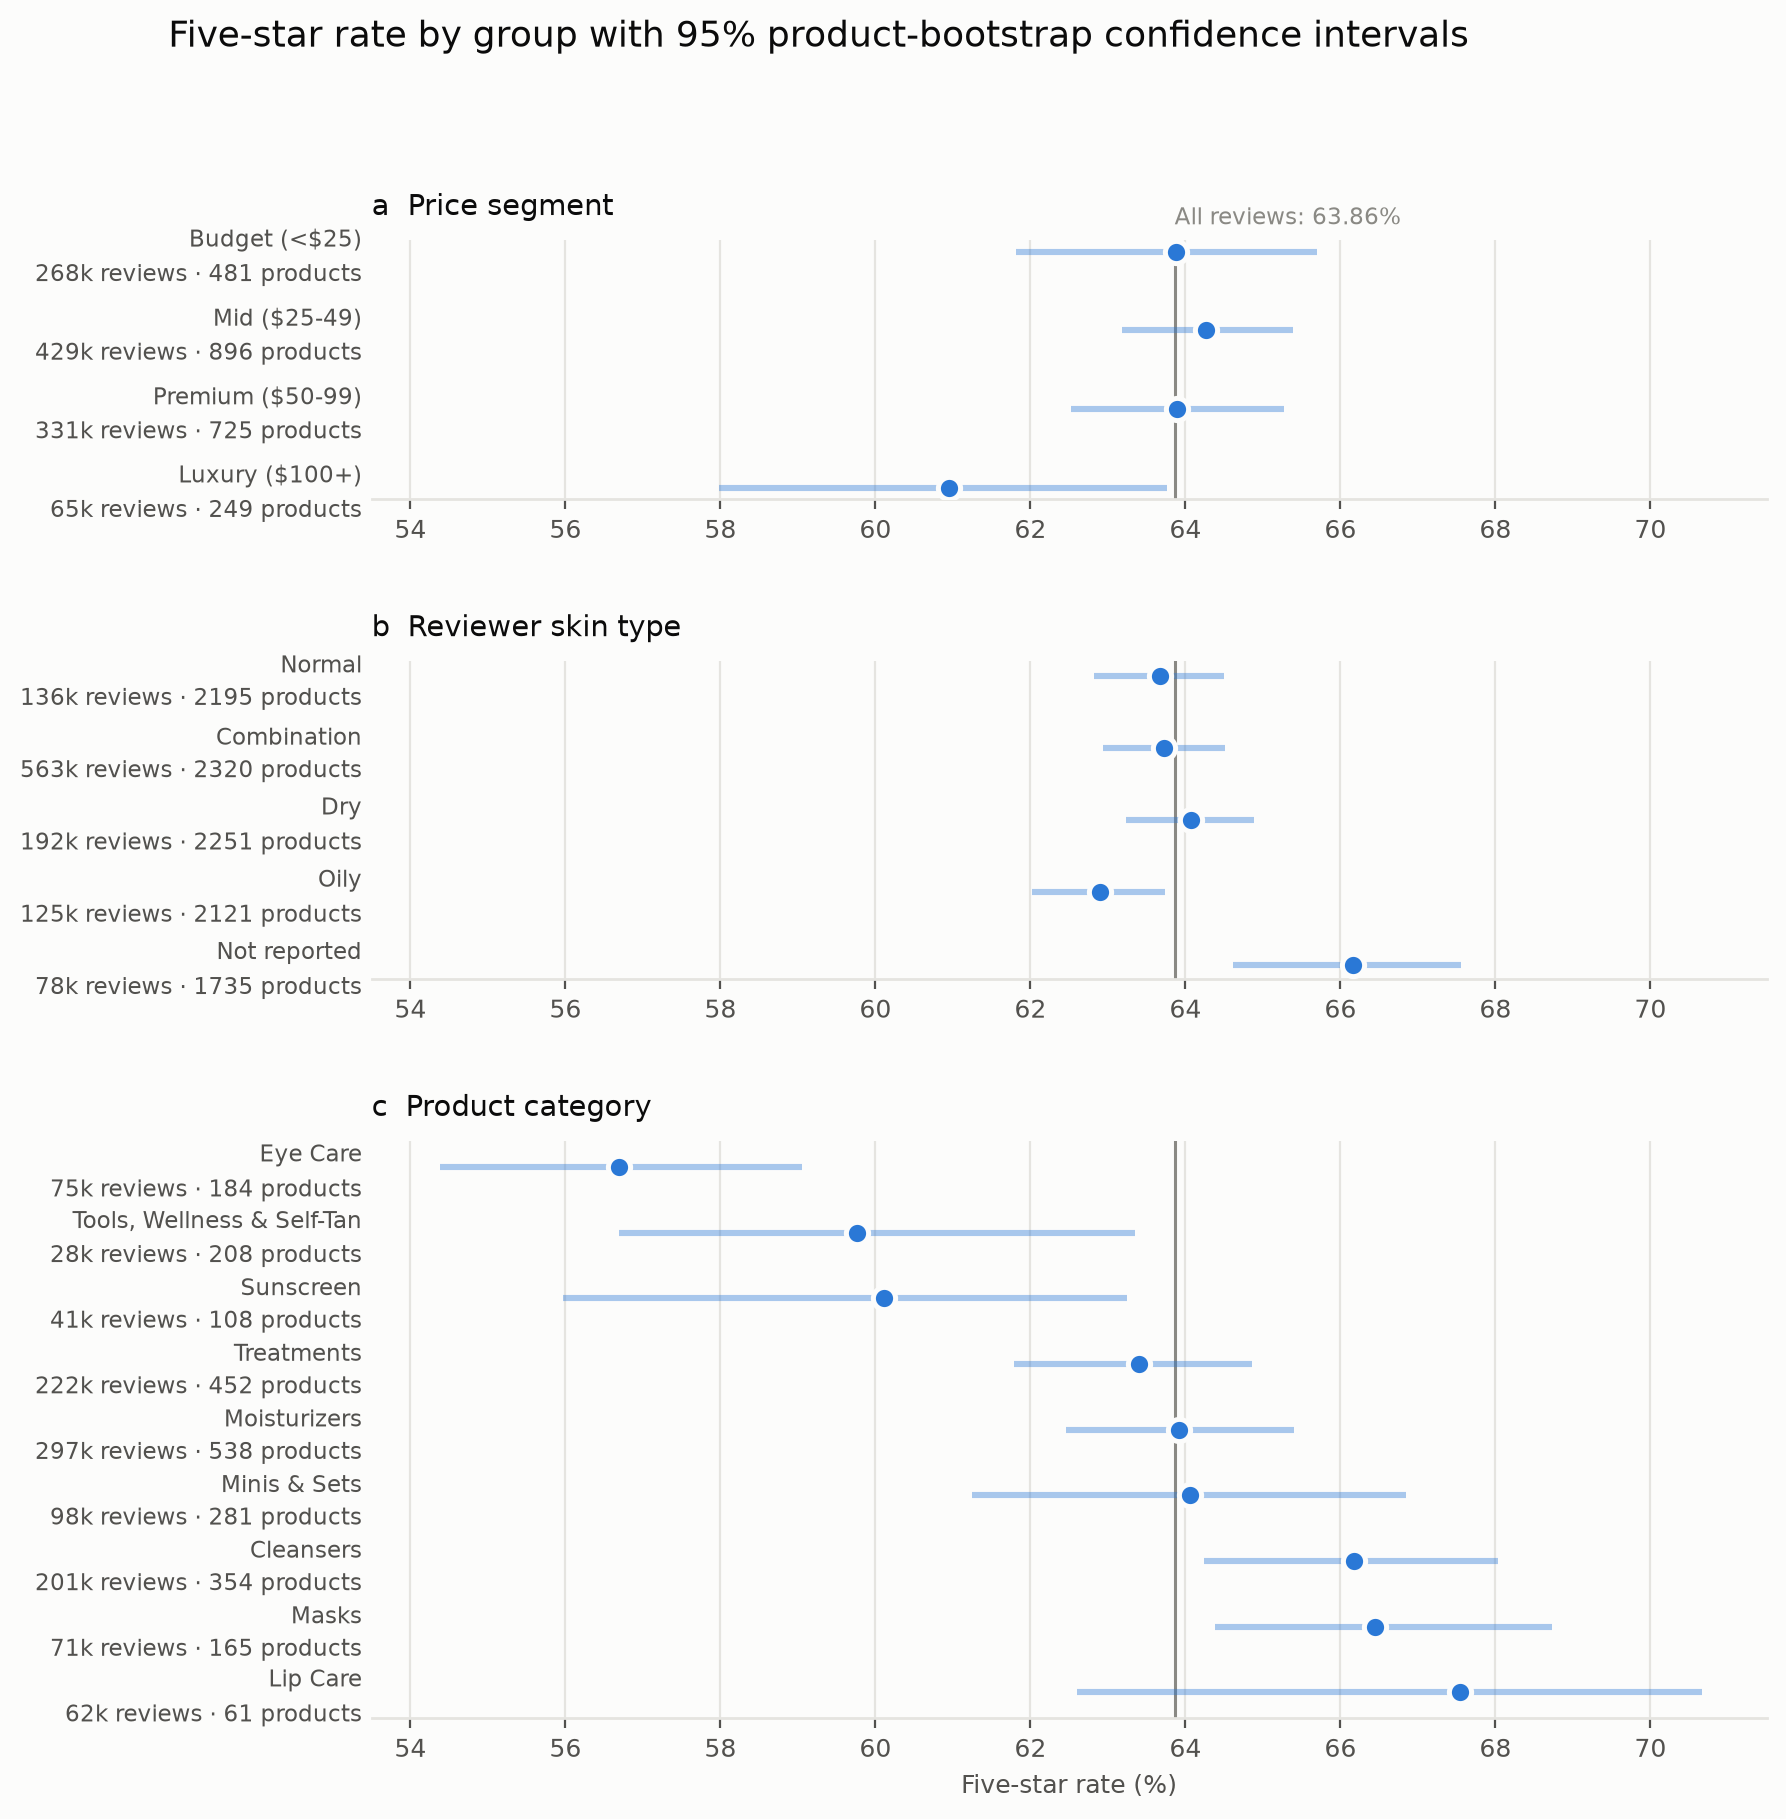 Five-star rate by group with 95% product-bootstrap confidence intervals
a Price segment
All reviews: 63.86%
Budget (<$25)
268k reviews · 481 products
Mid ($25-49)
429k reviews · 896 products
Premium ($50-99)
331k reviews · 725 products
Luxury ($100+)
65k reviews · 249 products
54 56 58 60 62 64 66 68 70
b Reviewer skin type
Normal
136k reviews · 2195 products
Combination
563k reviews · 2320 products
Dry
192k reviews · 2251 products
Oily
125k reviews · 2121 products
Not reported
78k reviews · 1735 products
54 56 58 60 62 64 66 68 70
c Product category
Eye Care
75k reviews · 184 products
Tools, Wellness & Self-Tan
28k reviews · 208 products
Sunscreen
41k reviews · 108 products
Treatments
222k reviews · 452 products
Moisturizers
297k reviews · 538 products
Minis & Sets
98k reviews · 281 products
Cleansers
201k reviews · 354 products
Masks
71k reviews · 165 products
Lip Care
62k reviews · 61 products
54 56 58 60 62 64 66 68 70
Five-star rate (%)